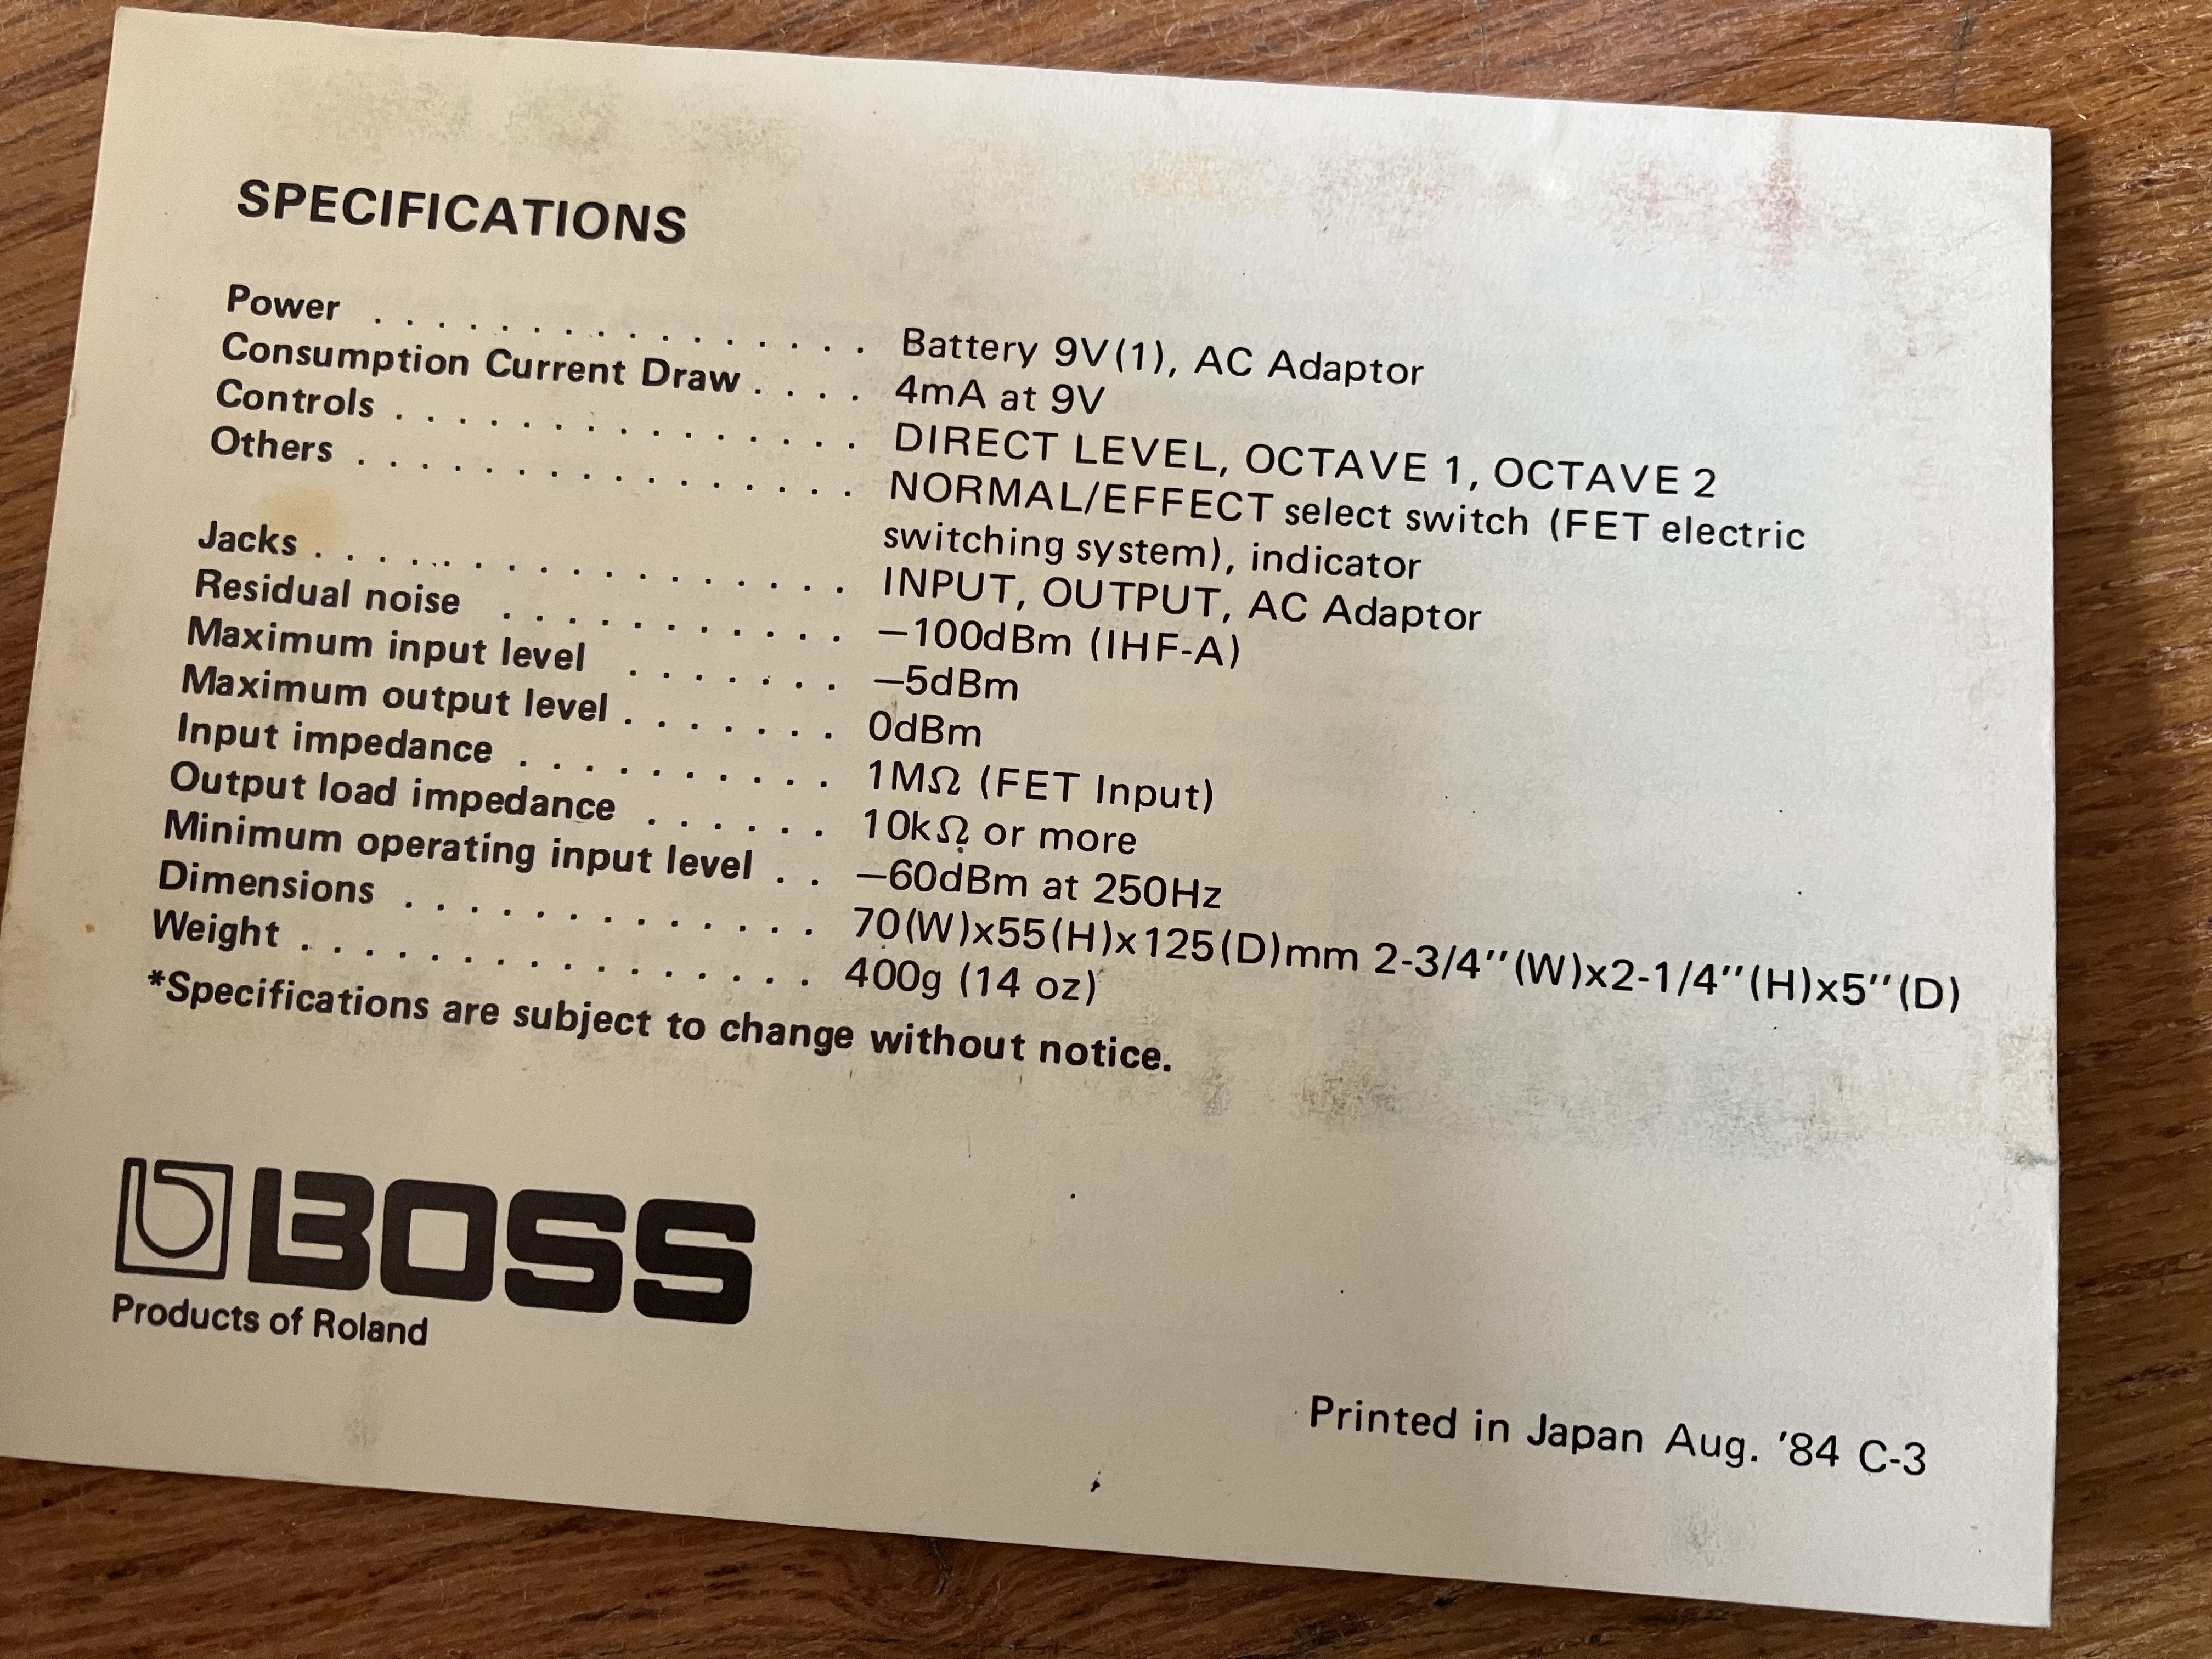 SPECIFICATIONS
Power . . . . . . . . . . . . . . . . Battery 9V(1), AC Adaptor
Consumption Current Draw . . . . 4mA at 9V
Controls . . . . . . . . . . . . . . . DIRECT LEVEL, OCTAVE 1, OCTAVE 2
Others . . . . . . . . . . . . . . . . NORMAL/EFFECT select switch (FET electric
switching system), indicator
Jacks . . . . . . . . . . . . . . . . . INPUT, OUTPUT, AC Adaptor
Residual noise . . . . . . . . . . . —100dBm (IHF-A)
Maximum input level . . . . . . . —5dBm
Maximum output level . . . . . . . 0dBm
Input impedance . . . . . . . . . . 1MΩ (FET Input)
Output load impedance . . . . . . 10kΩ or more
Minimum operating input level . . —60dBm at 250Hz
Dimensions . . . . . . . . . . . . . 70(W)x55(H)x125(D)mm 2-3/4″(W)x2-1/4″(H)x5″(D)
Weight . . . . . . . . . . . . . . . . 400g (14 oz)
*Specifications are subject to change without notice.
BOSS
Products of Roland
Printed in Japan Aug. '84 C-3